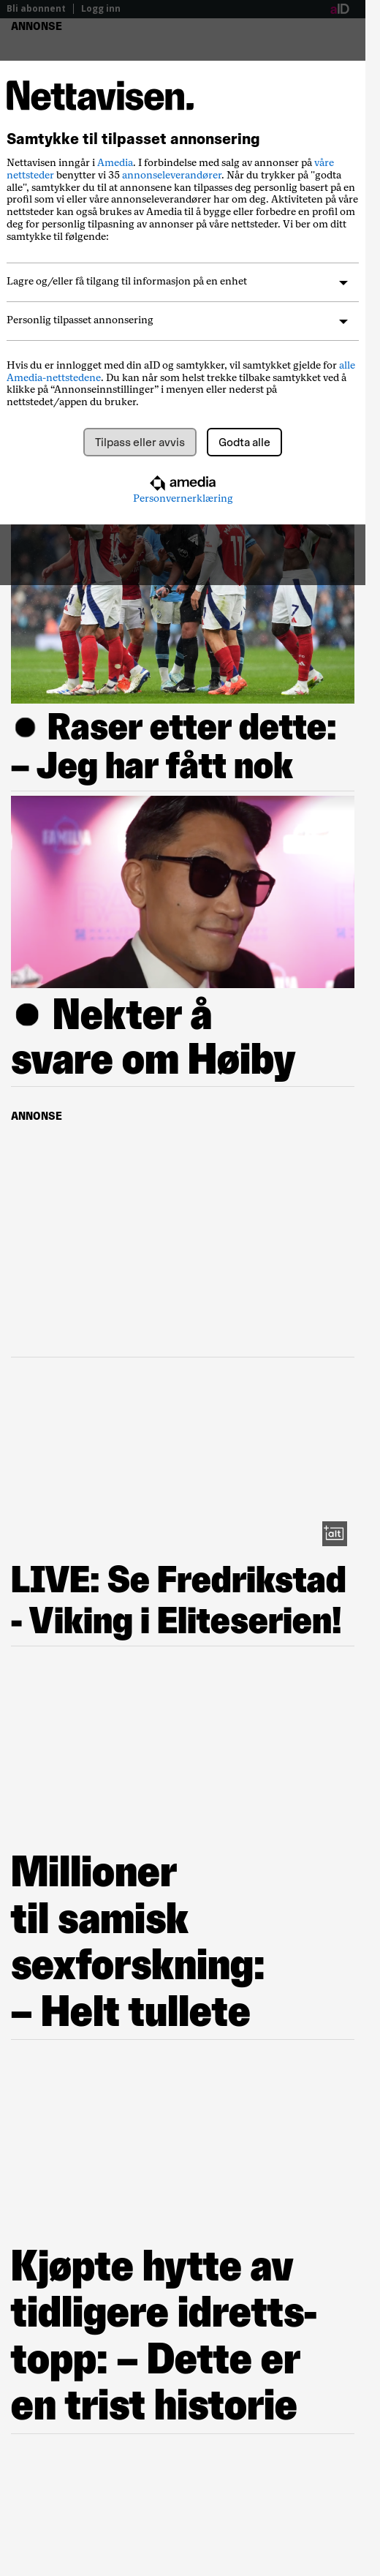 Bli abonnent | Logg inn
aID
ANNONSE
Nettavisen.
Samtykke til tilpasset annonsering
Nettavisen inngår i Amedia. I forbindelse med salg av annonser på våre
nettsteder benytter vi 35 annonseleverandører. Når du trykker på "godta
alle", samtykker du til at annonsene kan tilpasses deg personlig basert på en
profil som vi eller våre annonseleverandører har om deg. Aktiviteten på våre
nettsteder kan også brukes av Amedia til å bygge eller forbedre en profil om
deg for personlig tilpasning av annonser på våre nettsteder. Vi ber om ditt
samtykke til følgende:
Lagre og/eller få tilgang til informasjon på en enhet
Personlig tilpasset annonsering
Hvis du er innlogget med din aID og samtykker, vil samtykket gjelde for alle
Amedia-nettstedene. Du kan når som helst trekke tilbake samtykket ved å
klikke på “Annonseinnstillinger” i menyen eller nederst på
nettstedet/appen du bruker.
Tilpass eller avvis
Godta alle
amedia
Personvernerklæring
11
41
2
7
● Raser etter dette:
– Jeg har fått nok
FAMILIA
● Nekter å
svare om Høiby
ANNONSE
+alt
LIVE: Se Fredrikstad
- Viking i Eliteserien!
Millioner
til samisk
sexforskning:
– Helt tullete
Kjøpte hytte av
tidligere idretts-
topp: – Dette er
en trist historie